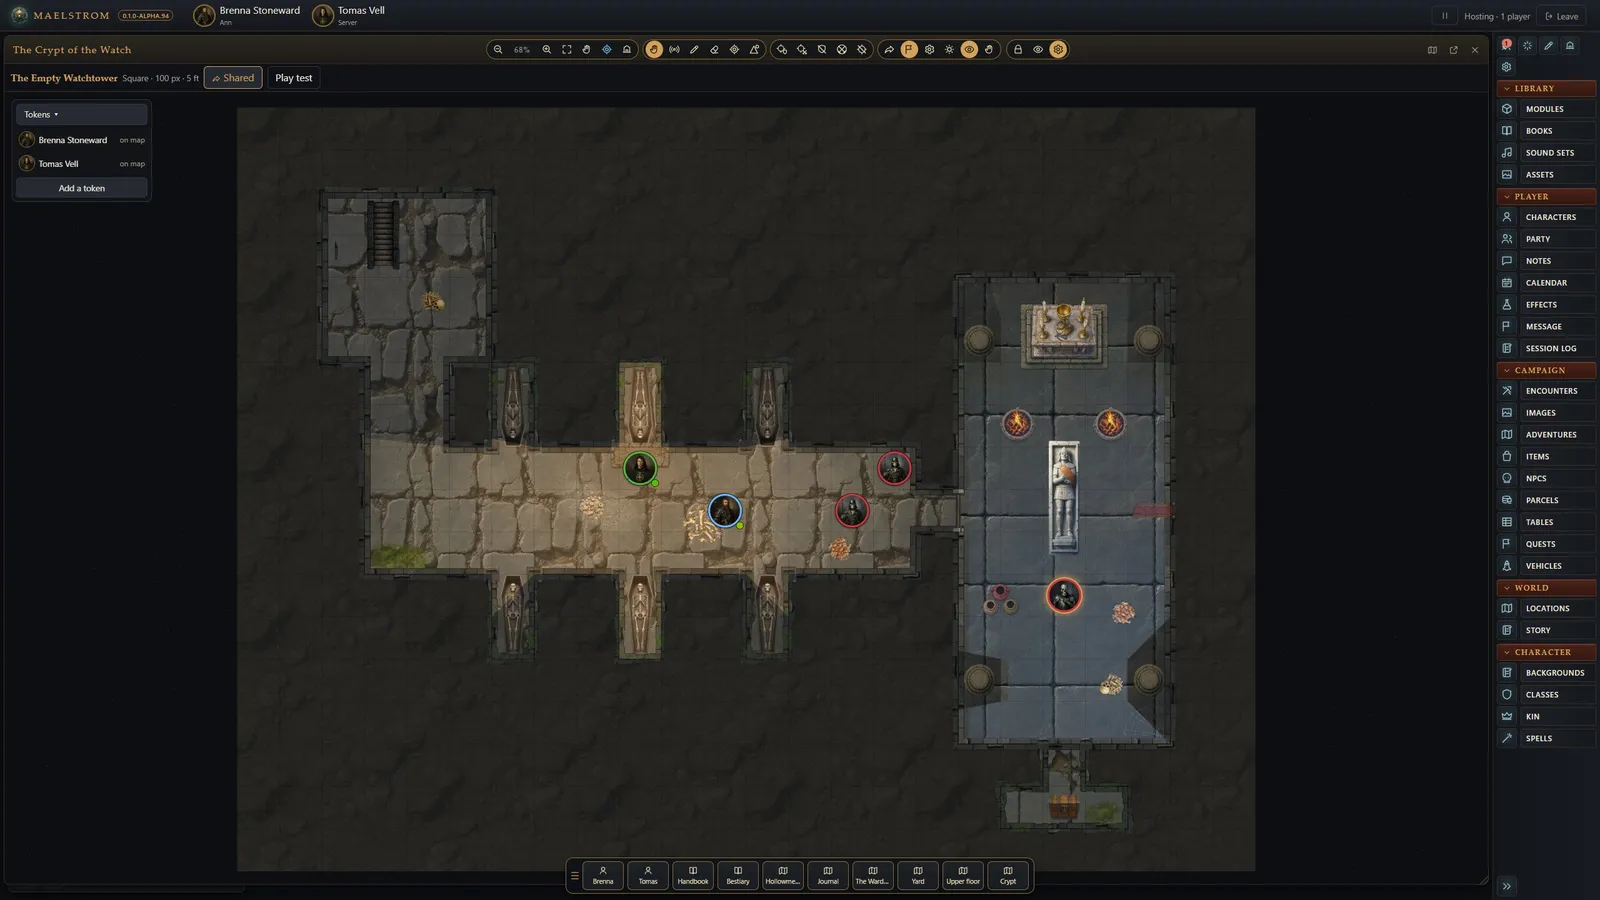 MAELSTROM 0.1.0-ALPHA.94 Brenna Stoneward Ann Tomas Vell Server Hosting · 1 player Leave
The Crypt of the Watch 68%
The Empty Watchtower Square · 100 px · 5 ft Shared Play test
Tokens
Brenna Stoneward on map
Tomas Vell on map
Add a token
1
LIBRARY
MODULES
BOOKS
SOUND SETS
ASSETS
PLAYER
CHARACTERS
PARTY
NOTES
CALENDAR
EFFECTS
MESSAGE
SESSION LOG
CAMPAIGN
ENCOUNTERS
IMAGES
ADVENTURES
ITEMS
NPCS
PARCELS
TABLES
QUESTS
VEHICLES
WORLD
LOCATIONS
STORY
CHARACTER
BACKGROUNDS
CLASSES
KIN
SPELLS
Brenna Tomas Handbook Bestiary Hollowme... Journal The Ward... Yard Upper floor Crypt